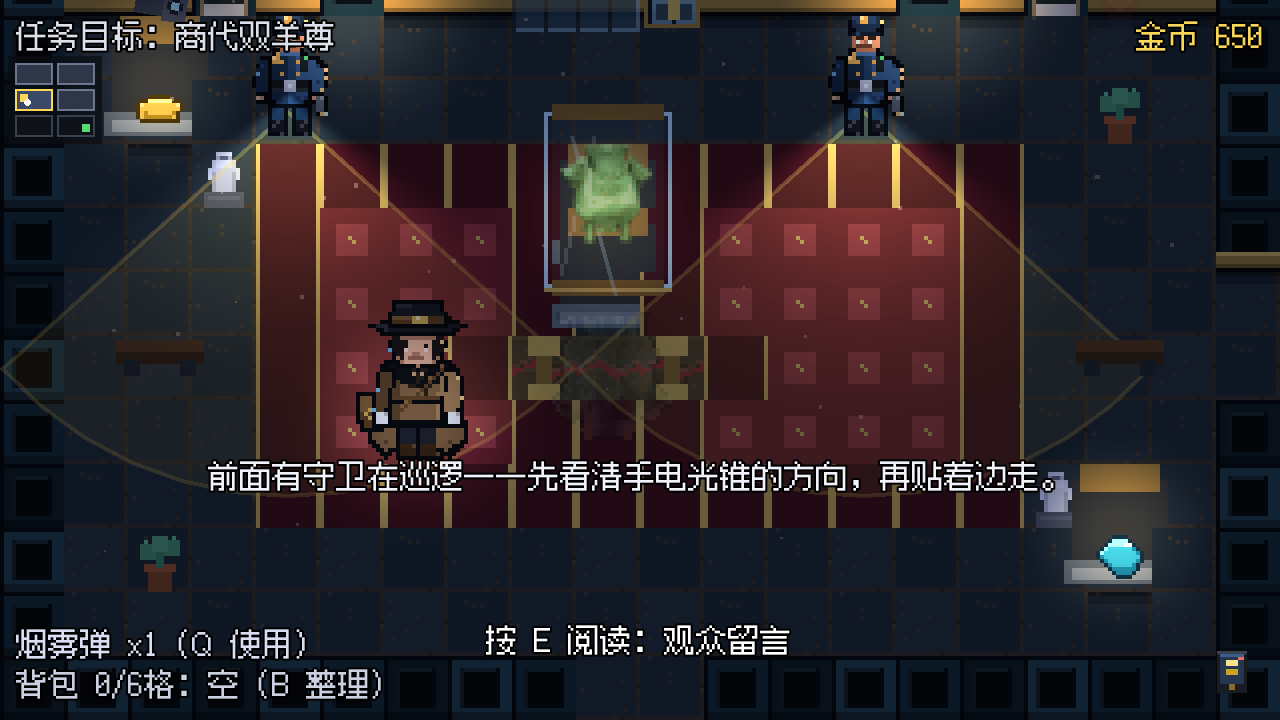 任务目标：商代双羊尊
金币 650
前面有守卫在巡逻——先看清手电光锥的方向，再贴着边走。
按 E 阅读：观众留言
烟雾弹 x1（Q 使用）
背包 0/6格：空（B 整理）